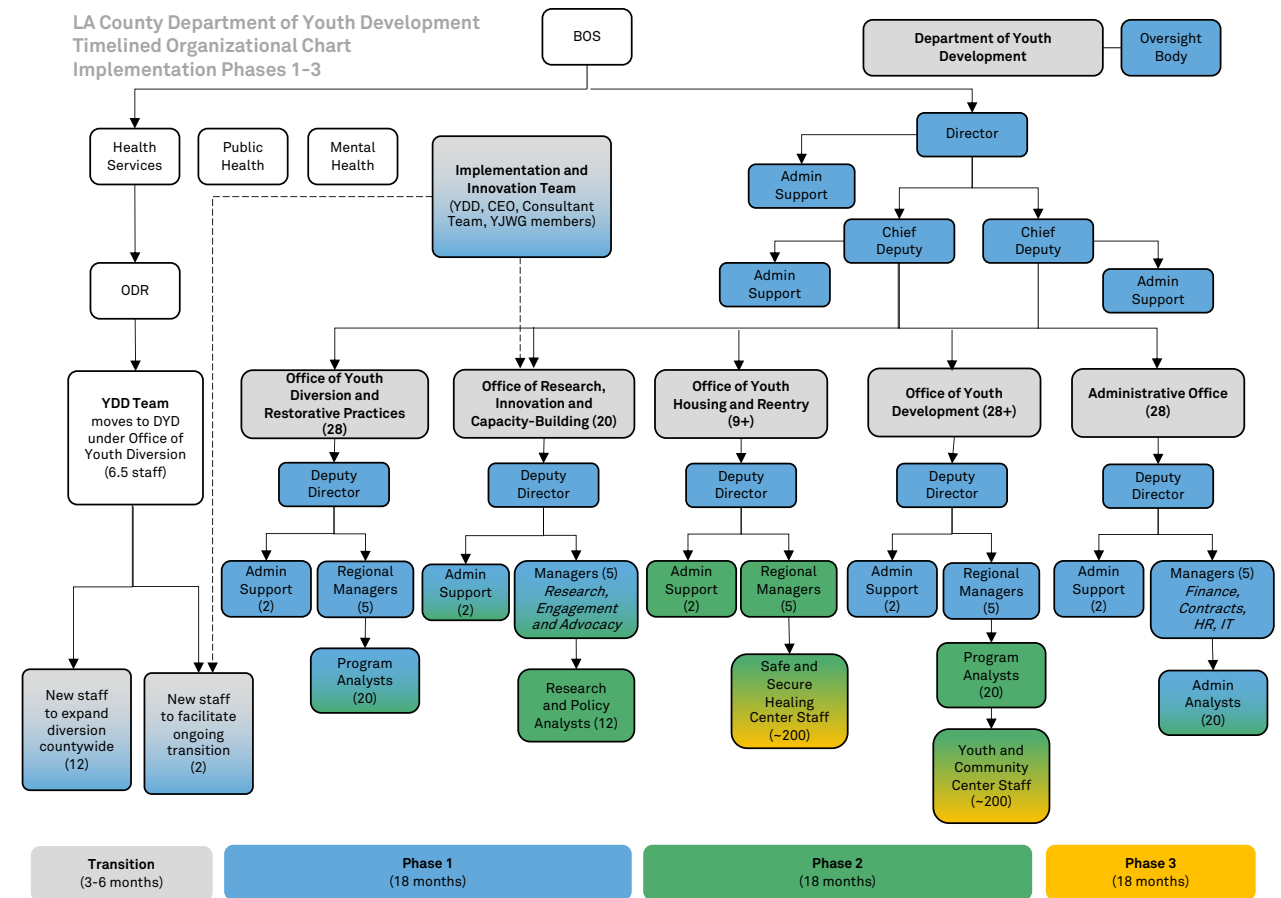 LA County Department of Youth Development
Timelined Organizational Chart
Implementation Phases 1-3
BOS
Department of Youth
Development
Oversight
Body
Health
Services
Public
Health
Mental
Health
Implementation and
Innovation Team
(YDD, CEO, Consultant
Team, YJWG members)
Director
Admin
Support
Chief
Deputy
Chief
Deputy
Admin
Support
Admin
Support
ODR
YDD Team
moves to DYD
under Office of
Youth Diversion
(6.5 staff)
Office of Youth
Diversion and
Restorative Practices
(28)
Office of Research,
Innovation and
Capacity-Building (20)
Office of Youth
Housing and Reentry
(9+)
Office of Youth
Development (28+)
Administrative Office
(28)
Deputy
Director
Deputy
Director
Deputy
Director
Deputy
Director
Deputy
Director
Admin
Support
(2)
Regional
Managers
(5)
Admin
Support
(2)
Managers (5)
Research,
Engagement
and Advocacy
Admin
Support
(2)
Regional
Managers
(5)
Admin
Support
(2)
Regional
Managers
(5)
Admin
Support
(2)
Managers (5)
Finance,
Contracts,
HR, IT
New staff
to expand
diversion
countywide
(12)
New staff
to facilitate
ongoing
transition
(2)
Program
Analysts
(20)
Research
and Policy
Analysts (12)
Safe and
Secure
Healing
Center Staff
(~200)
Program
Analysts
(20)
Youth and
Community
Center Staff
(~200)
Admin
Analysts
(20)
Transition
(3-6 months)
Phase 1
(18 months)
Phase 2
(18 months)
Phase 3
(18 months)